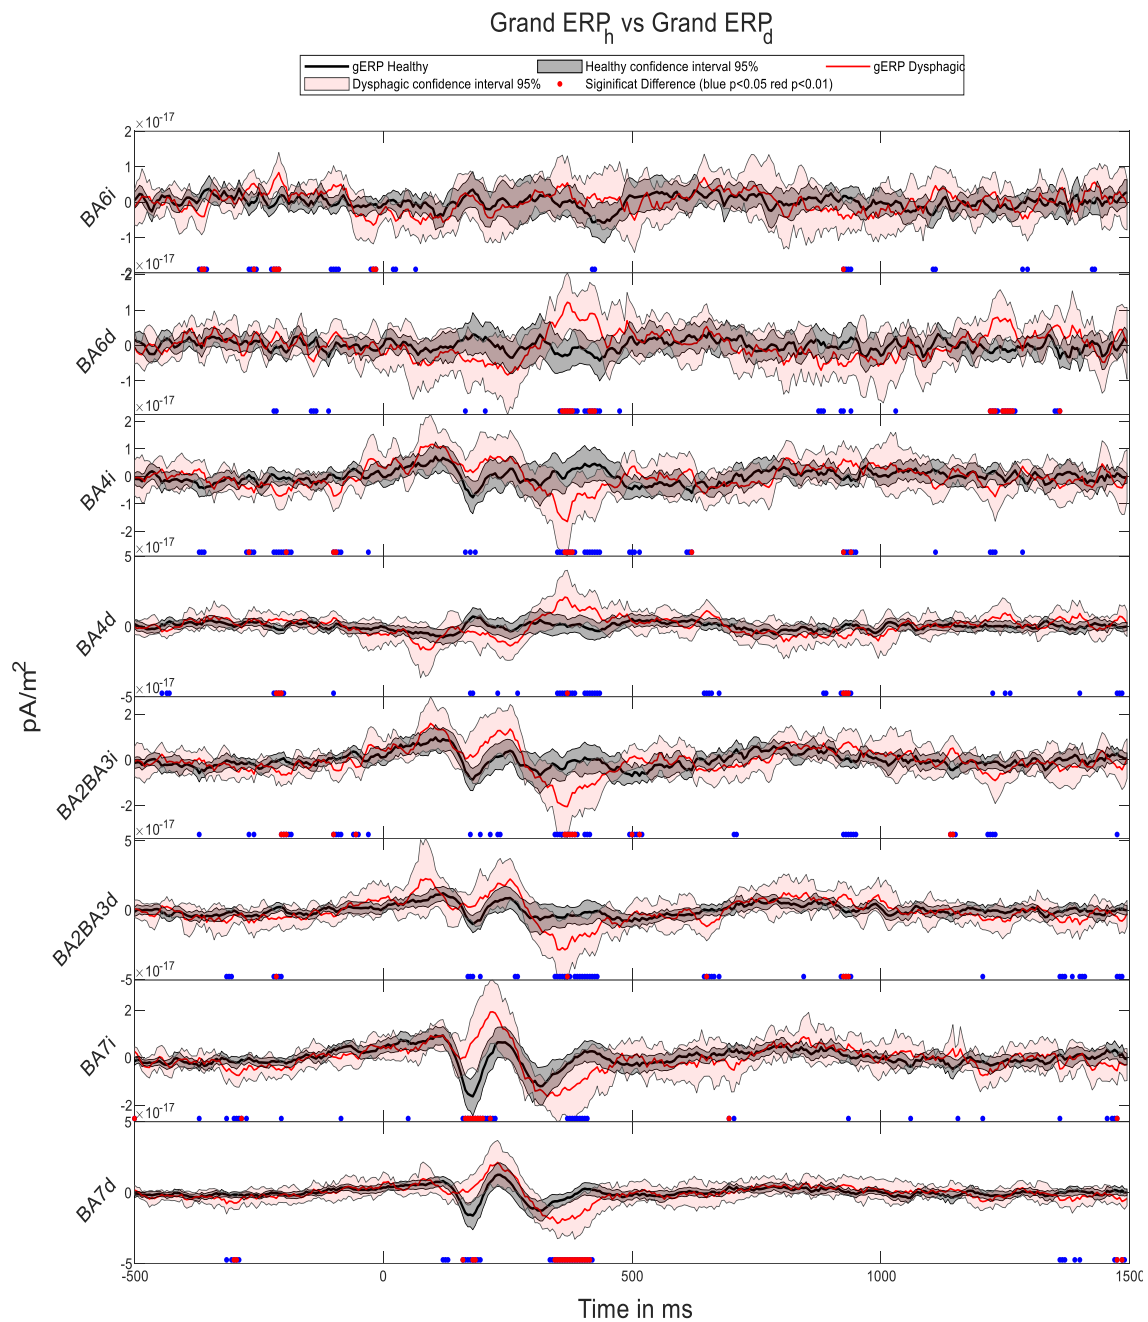 Grand ERPh vs Grand ERPd
gERP Healthy Healthy confidence interval 95% gERP Dysphagic
Dysphagic confidence interval 95% Siginificat Difference (blue p<0.05 red p<0.01)
×10-17
2
1
0
-1
-2
BA6i
×10-17
2
1
0
-1
BA6d
×10-17
2
1
0
-1
-2
BA4i
×10-17
5
0
-5
BA4d
×10-17
2
0
-2
BA2BA3i
×10-17
5
0
-5
BA2BA3d
×10-17
2
0
-2
BA7i
×10-17
5
0
-5
BA7d
pA/m2
-500 0 500 1000 1500
Time in ms